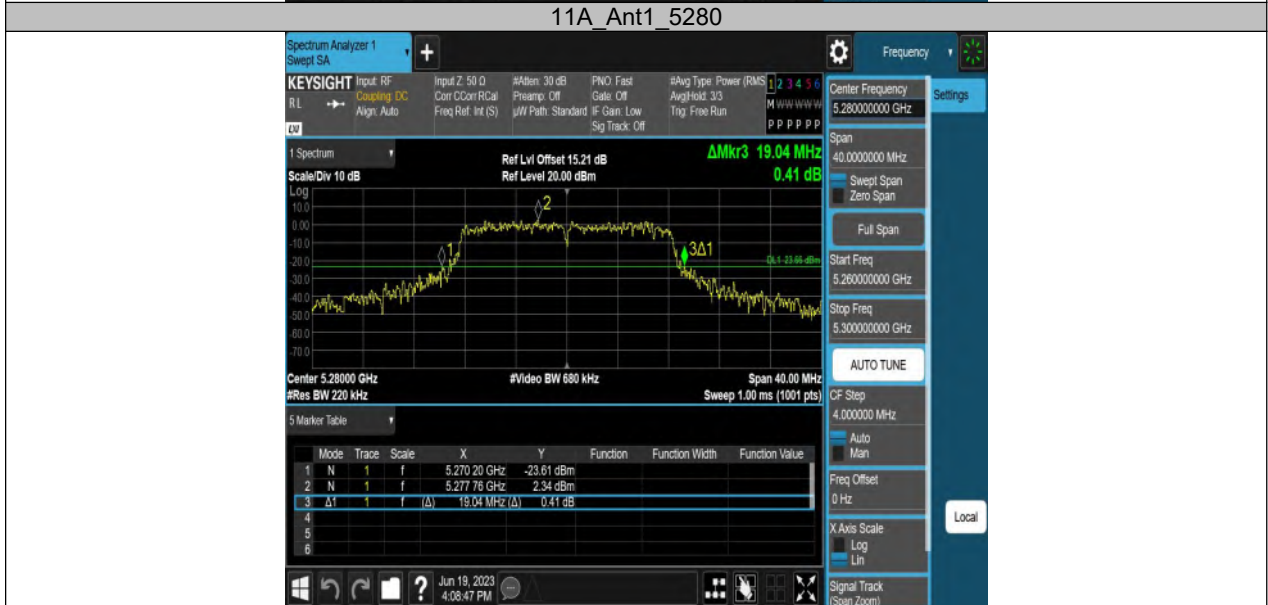 11A_Ant1_5280
Spectrum Analyzer 1
Swept SA
+
Frequency
KEYSIGHT
RL
Input: RF
Coupling: DC
Align: Auto
Input Z: 50 Ω
Corr CCorr RCal
Freq Ref: Int (S)
#Atten: 30 dB
Preamp: Off
µW Path: Standard
PNO: Fast
Gate: Off
IF Gain: Low
Sig Track: Off
#Avg Type: Power (RMS
Avg|Hold: 3/3
Trig: Free Run
1 2 3 4 5 6
M W W W W W
P P P P P P
1 Spectrum
Scale/Div 10 dB
Ref Lvl Offset 15.21 dB
Ref Level 20.00 dBm
ΔMkr3 19.04 MHz
0.41 dB
Log
10.0
0.00
-10.0
-20.0
-30.0
-40.0
-50.0
-60.0
-70.0
1
2
3Δ1
DL1 -23.66 dBm
Center 5.28000 GHz
#Video BW 680 kHz
Span 40.00 MHz
#Res BW 220 kHz
Sweep 1.00 ms (1001 pts)
5 Marker Table
Mode Trace Scale X Y Function Function Width Function Value
1 N 1 f 5.270 20 GHz -23.61 dBm
2 N 1 f 5.277 76 GHz 2.34 dBm
3 Δ1 1 f (Δ) 19.04 MHz (Δ) 0.41 dB
4
5
6
?
Jun 19, 2023
4:08:47 PM
Center Frequency
5.280000000 GHz
Settings
Span
40.0000000 MHz
Swept Span
Zero Span
Full Span
Start Freq
5.260000000 GHz
Stop Freq
5.300000000 GHz
AUTO TUNE
CF Step
4.000000 MHz
Auto
Man
Freq Offset
0 Hz
X Axis Scale
Log
Lin
Local
Signal Track
(Span Zoom)